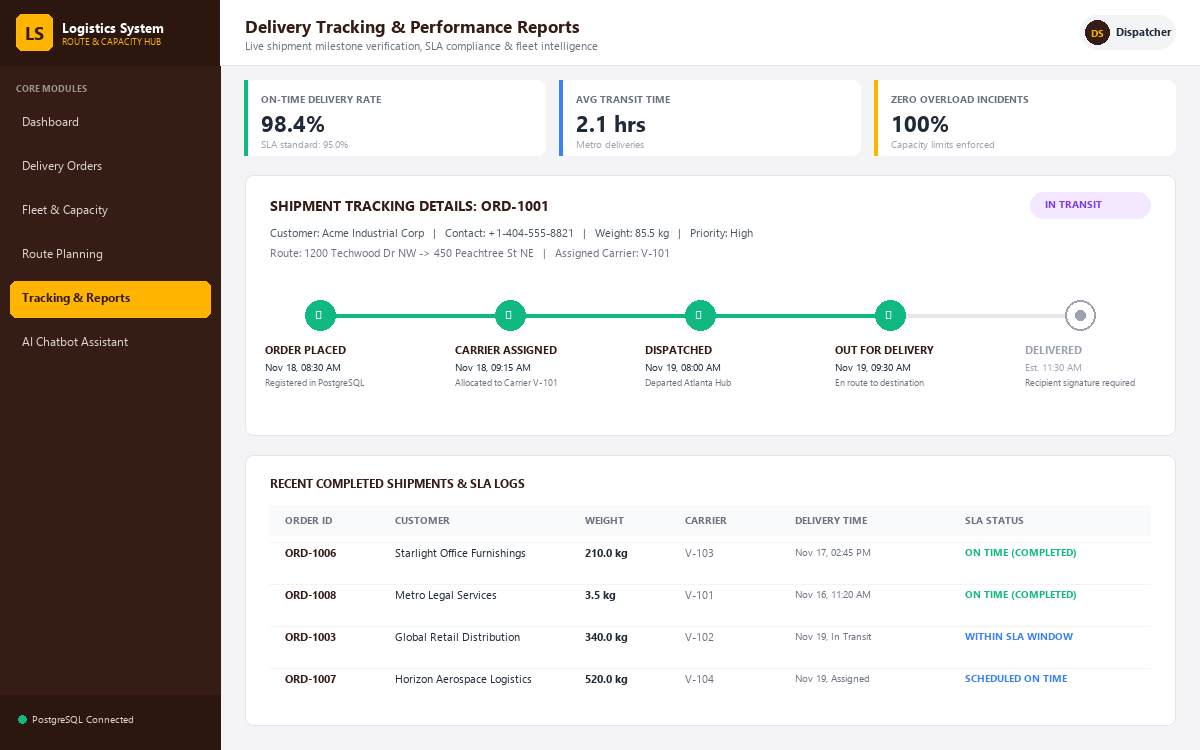 LS
Logistics System
ROUTE & CAPACITY HUB
CORE MODULES
Dashboard
Delivery Orders
Fleet & Capacity
Route Planning
Tracking & Reports
AI Chatbot Assistant
PostgreSQL Connected
Delivery Tracking & Performance Reports
Live shipment milestone verification, SLA compliance & fleet intelligence
DS Dispatcher
ON-TIME DELIVERY RATE
98.4%
SLA standard: 95.0%
AVG TRANSIT TIME
2.1 hrs
Metro deliveries
ZERO OVERLOAD INCIDENTS
100%
Capacity limits enforced
SHIPMENT TRACKING DETAILS: ORD-1001
IN TRANSIT
Customer: Acme Industrial Corp | Contact: +1-404-555-8821 | Weight: 85.5 kg | Priority: High
Route: 1200 Techwood Dr NW -> 450 Peachtree St NE | Assigned Carrier: V-101
ORDER PLACED
Nov 18, 08:30 AM
Registered in PostgreSQL
CARRIER ASSIGNED
Nov 18, 09:15 AM
Allocated to Carrier V-101
DISPATCHED
Nov 19, 08:00 AM
Departed Atlanta Hub
OUT FOR DELIVERY
Nov 19, 09:30 AM
En route to destination
DELIVERED
Est. 11:30 AM
Recipient signature required
RECENT COMPLETED SHIPMENTS & SLA LOGS
ORDER ID CUSTOMER WEIGHT CARRIER DELIVERY TIME SLA STATUS
ORD-1006 Starlight Office Furnishings 210.0 kg V-103 Nov 17, 02:45 PM ON TIME (COMPLETED)
ORD-1008 Metro Legal Services 3.5 kg V-101 Nov 16, 11:20 AM ON TIME (COMPLETED)
ORD-1003 Global Retail Distribution 340.0 kg V-102 Nov 19, In Transit WITHIN SLA WINDOW
ORD-1007 Horizon Aerospace Logistics 520.0 kg V-104 Nov 19, Assigned SCHEDULED ON TIME